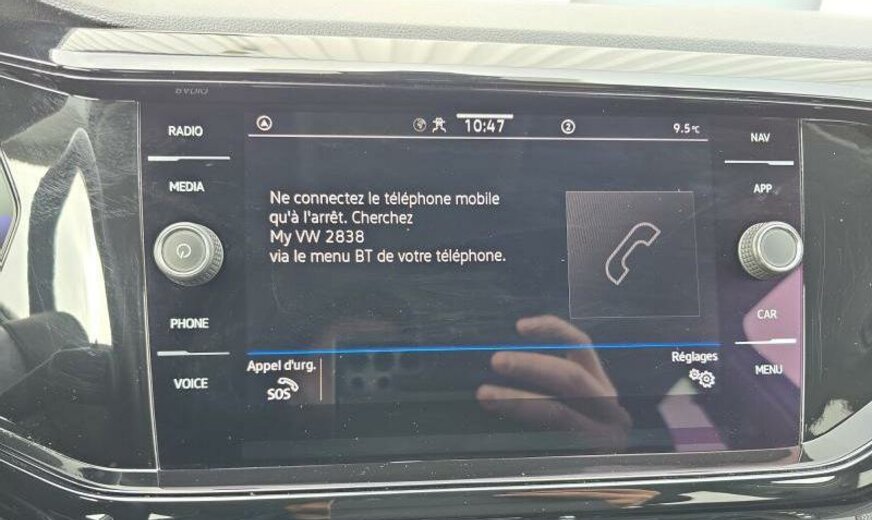 RADIO
MEDIA
PHONE
VOICE
10:47
2
9.5°C
Ne connectez le téléphone mobile
qu'à l'arrêt. Cherchez
My VW 2838
via le menu BT de votre téléphone.
Appel d'urg.
SOS
Réglages
NAV
APP
CAR
MENU